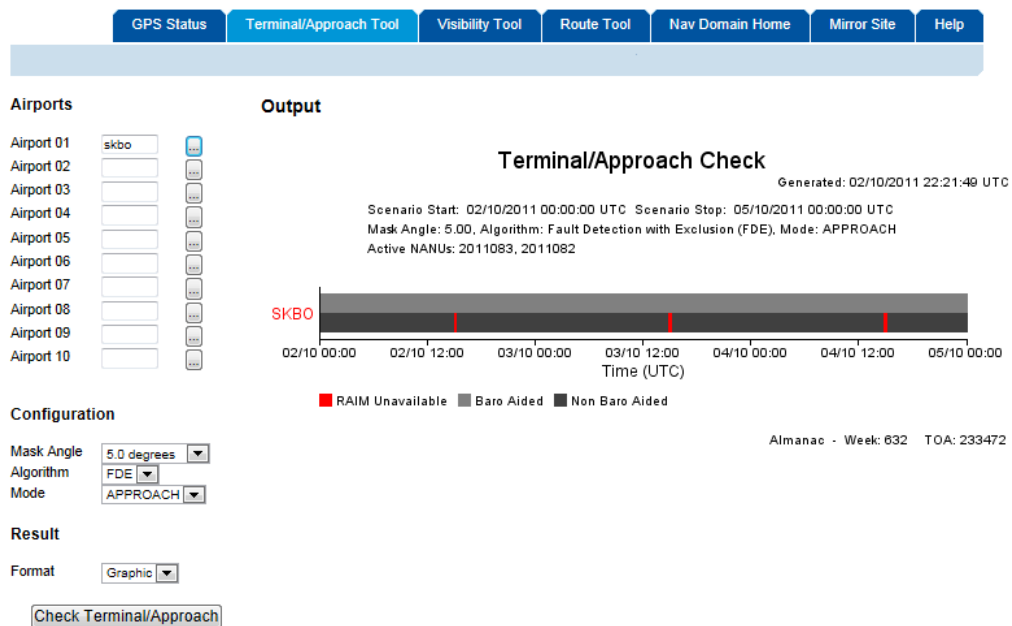 GPS Status Terminal/Approach Tool Visibility Tool Route Tool Nav Domain Home Mirror Site Help
Airports
Airport 01 skbo ...
Airport 02 ...
Airport 03 ...
Airport 04 ...
Airport 05 ...
Airport 06 ...
Airport 07 ...
Airport 08 ...
Airport 09 ...
Airport 10 ...
Configuration
Mask Angle 5.0 degrees
Algorithm FDE
Mode APPROACH
Result
Format Graphic
Check Terminal/Approach
Output
Terminal/Approach Check
Generated: 02/10/2011 22:21:49 UTC
Scenario Start: 02/10/2011 00:00:00 UTC Scenario Stop: 05/10/2011 00:00:00 UTC
Mask Angle: 5.00, Algorithm: Fault Detection with Exclusion (FDE), Mode: APPROACH
Active NANUs: 2011083, 2011082
SKBO
02/10 00:00 02/10 12:00 03/10 00:00 03/10 12:00 04/10 00:00 04/10 12:00 05/10 00:00
Time (UTC)
RAIM Unavailable Baro Aided Non Baro Aided
Almanac - Week: 632 TOA: 233472